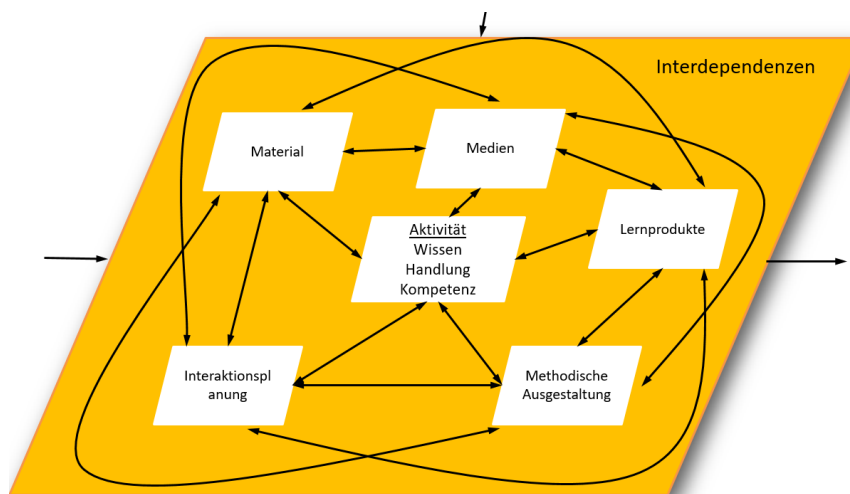 Interdependenzen
Material
Medien
Aktivität
Wissen
Handlung
Kompetenz
Lernprodukte
Interaktionspl
anung
Methodische
Ausgestaltung